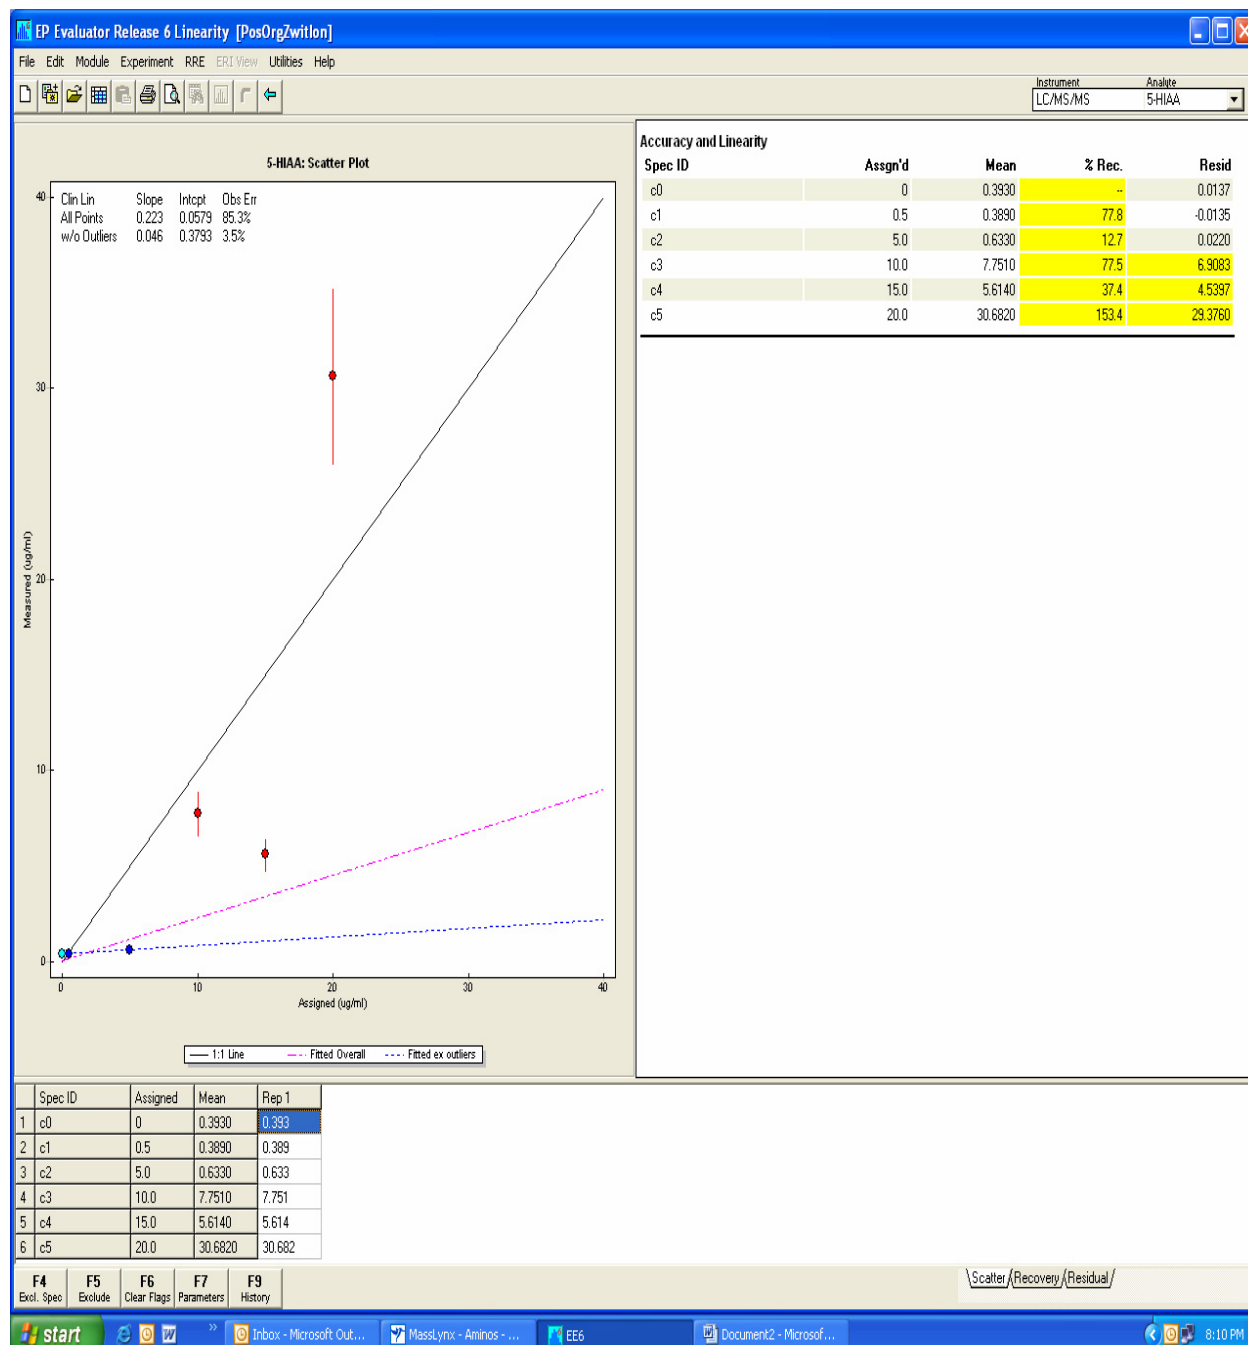 EP Evaluator Release 6 Linearity [PosOrgZwitIon]
File Edit Module Experiment RRE ERI View Utilities Help
Instrument Analyte
LC/MS/MS 5-HIAA
5-HIAA: Scatter Plot
Clin Lin Slope Intcpt Obs Err
All Points 0.223 0.0579 85.3%
w/o Outliers 0.046 0.3793 3.5%
40
30
20
10
0
Measured (ug/ml)
0 10 20 30 40
Assigned (ug/ml)
1:1 Line Fitted Overall Fitted ex outliers
Accuracy and Linearity
Spec ID Assgn'd Mean % Rec. Resid
c0 0 0.3930 -- 0.0137
c1 0.5 0.3890 77.8 -0.0135
c2 5.0 0.6330 12.7 0.0220
c3 10.0 7.7510 77.5 6.9083
c4 15.0 5.6140 37.4 4.5397
c5 20.0 30.6820 153.4 29.3760
Spec ID Assigned Mean Rep 1
1 c0 0 0.3930 0.393
2 c1 0.5 0.3890 0.389
3 c2 5.0 0.6330 0.633
4 c3 10.0 7.7510 7.751
5 c4 15.0 5.6140 5.614
6 c5 20.0 30.6820 30.682
F4 F5 F6 F7 F9
Excl. Spec Exclude Clear Flags Parameters History
Scatter Recovery Residual
start » Inbox - Microsoft Out... MassLynx - Aminos - ... EE6 Document2 - Microsof... 8:10 PM